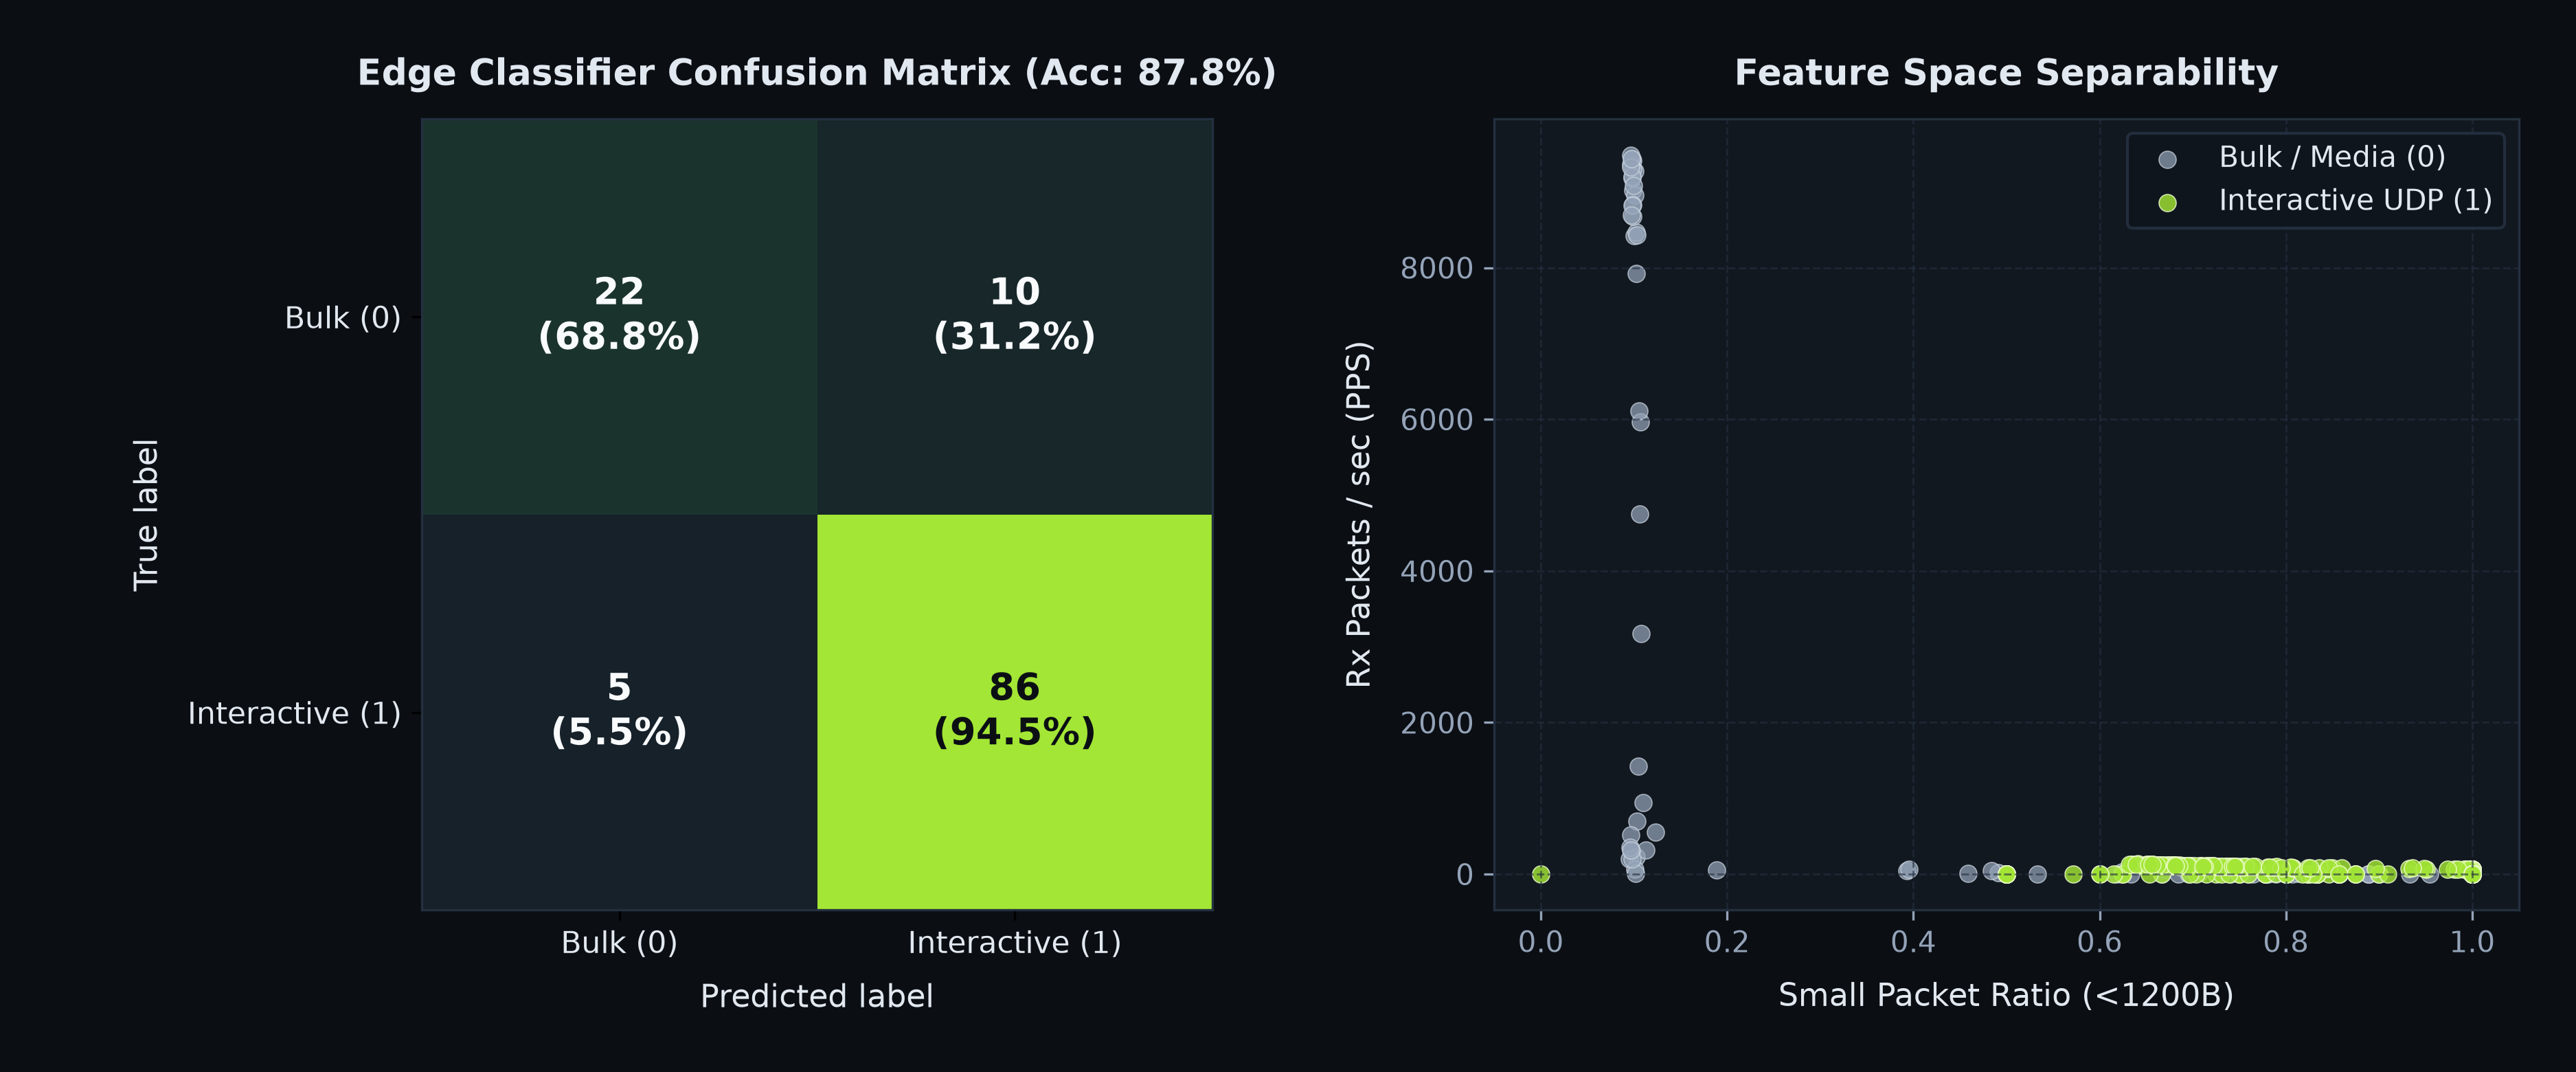 Edge Classifier Confusion Matrix (Acc: 87.8%)
True label
Bulk (0)
22
(68.8%)
10
(31.2%)
Interactive (1)
5
(5.5%)
86
(94.5%)
Bulk (0)
Interactive (1)
Predicted label
Feature Space Separability
Bulk / Media (0)
Interactive UDP (1)
Rx Packets / sec (PPS)
8000
6000
4000
2000
0
0.0
0.2
0.4
0.6
0.8
1.0
Small Packet Ratio (<1200B)